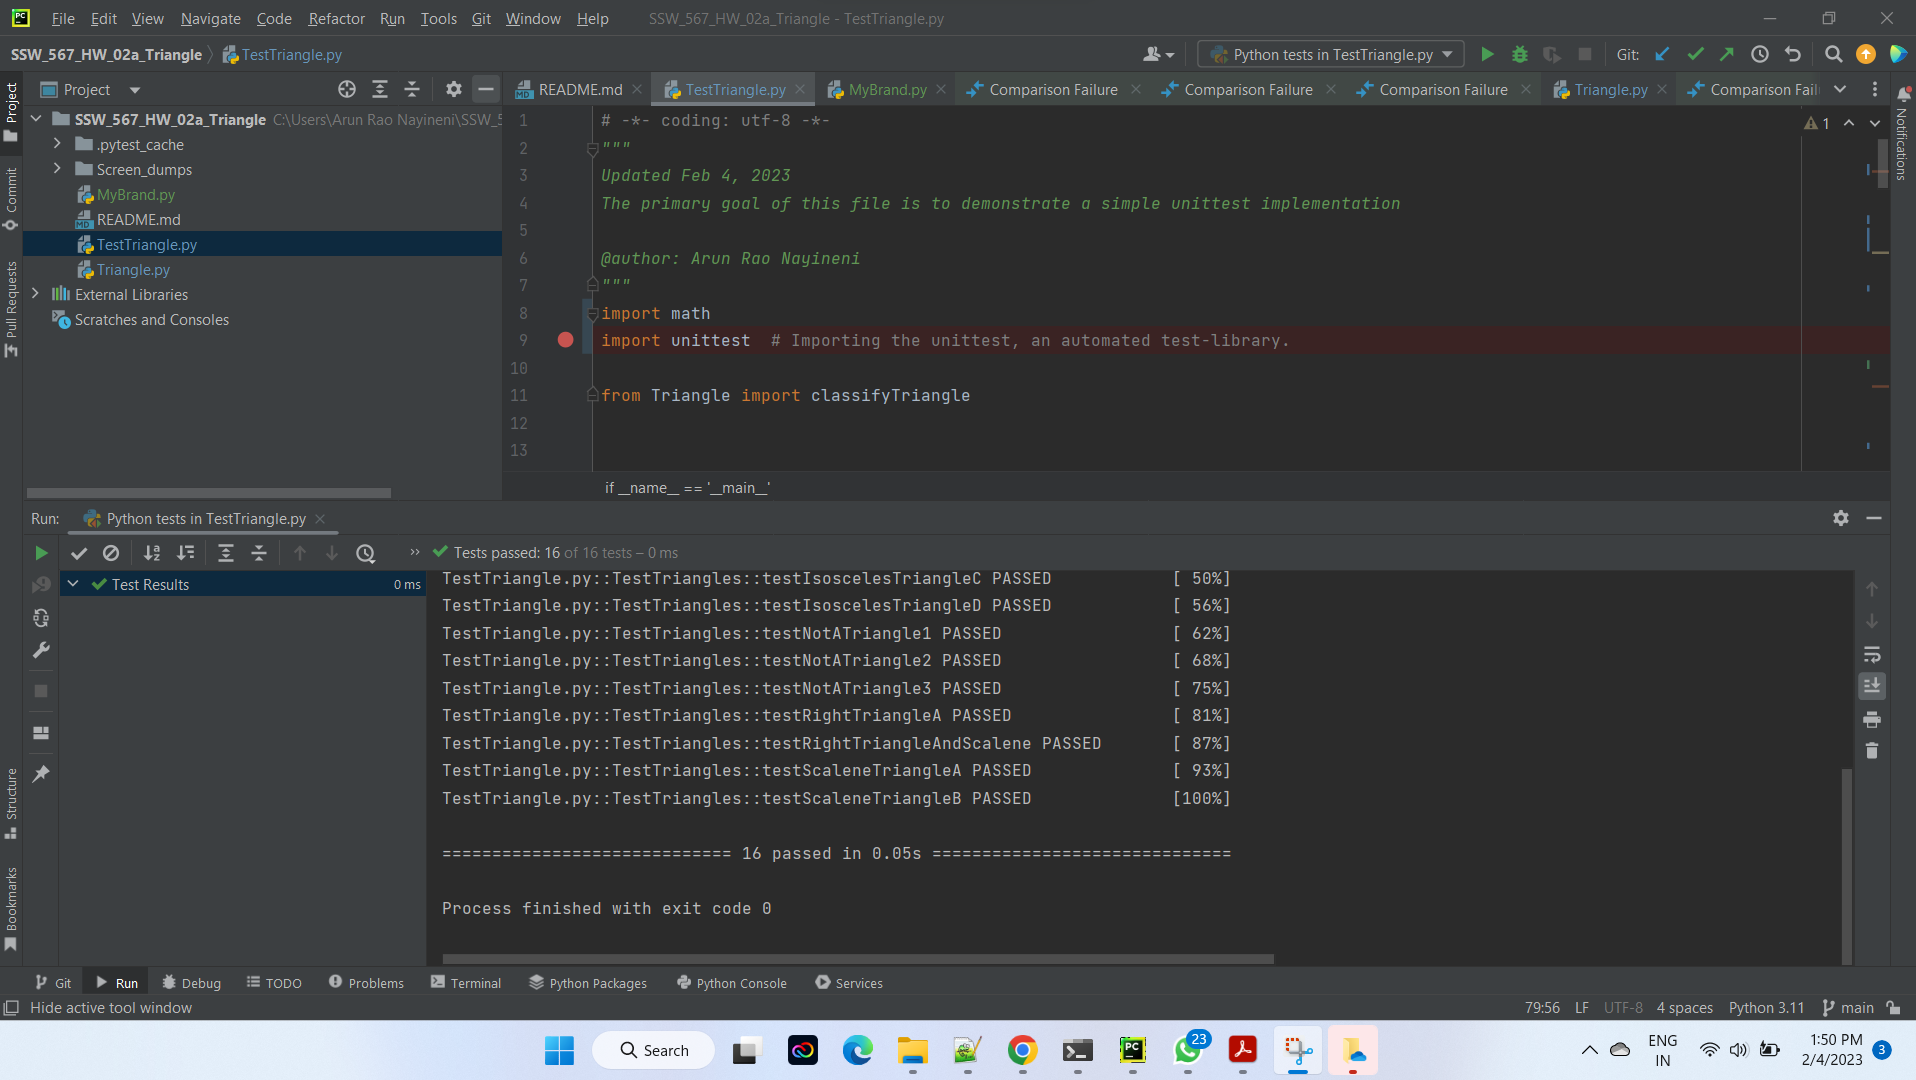 File Edit View Navigate Code Refactor Run Tools Git Window Help SSW_567_HW_02a_Triangle - TestTriangle.py
SSW_567_HW_02a_Triangle TestTriangle.py Python tests in TestTriangle.py Git:
Project
README.md TestTriangle.py MyBrand.py Comparison Failure Comparison Failure Comparison Failure Triangle.py Comparison Fail
SSW_567_HW_02a_Triangle C:\Users\Arun Rao Nayineni\SSW_5
.pytest_cache
Screen_dumps
MyBrand.py
README.md
TestTriangle.py
Triangle.py
External Libraries
Scratches and Consoles
Project
Commit
Pull Requests
Structure
Bookmarks
Notifications
1
1 # -*- coding: utf-8 -*-
2 """
3 Updated Feb 4, 2023
4 The primary goal of this file is to demonstrate a simple unittest implementation
5
6 @author: Arun Rao Nayineni
7 """
8 import math
9 import unittest  # Importing the unittest, an automated test-library.
10
11 from Triangle import classifyTriangle
12
13
if __name__ == '__main__'
Run: Python tests in TestTriangle.py
Tests passed: 16 of 16 tests – 0 ms
Test Results 0 ms
TestTriangle.py::TestTriangles::testIsoscelesTriangleC PASSED [ 50%]
TestTriangle.py::TestTriangles::testIsoscelesTriangleD PASSED [ 56%]
TestTriangle.py::TestTriangles::testNotATriangle1 PASSED [ 62%]
TestTriangle.py::TestTriangles::testNotATriangle2 PASSED [ 68%]
TestTriangle.py::TestTriangles::testNotATriangle3 PASSED [ 75%]
TestTriangle.py::TestTriangles::testRightTriangleA PASSED [ 81%]
TestTriangle.py::TestTriangles::testRightTriangleAndScalene PASSED [ 87%]
TestTriangle.py::TestTriangles::testScaleneTriangleA PASSED [ 93%]
TestTriangle.py::TestTriangles::testScaleneTriangleB PASSED [100%]
============================= 16 passed in 0.05s ==============================
Process finished with exit code 0
Git Run Debug TODO Problems Terminal Python Packages Python Console Services
Hide active tool window 79:56 LF UTF-8 4 spaces Python 3.11 main
Search 23 ENG 1:50 PM
IN 2/4/2023 3